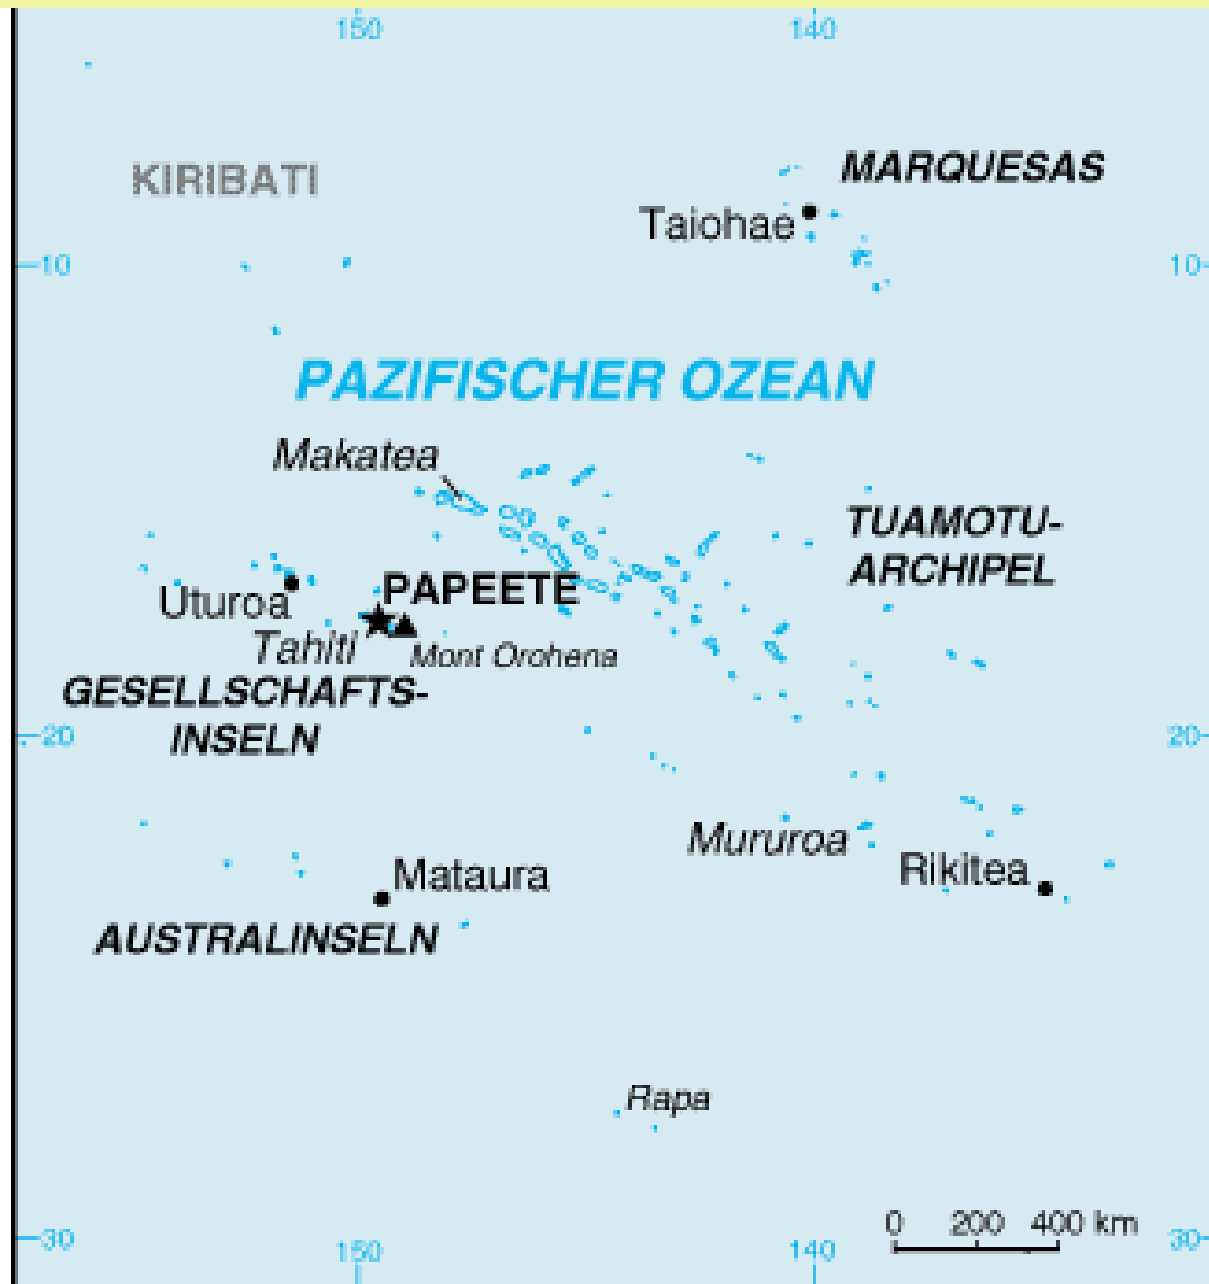 150 140
KIRIBATI
MARQUESAS
Taiohae
10 10
PAZIFISCHER OZEAN
Makatea
TUAMOTU-
ARCHIPEL
PAPEETE
Uturoa
Tahiti
Mont Orohena
GESELLSCHAFTS-
INSELN
20 20
Mururoa
Rikitea
Mataura
AUSTRALINSELN
Rapa
0 200 400 km
30 30
150 140